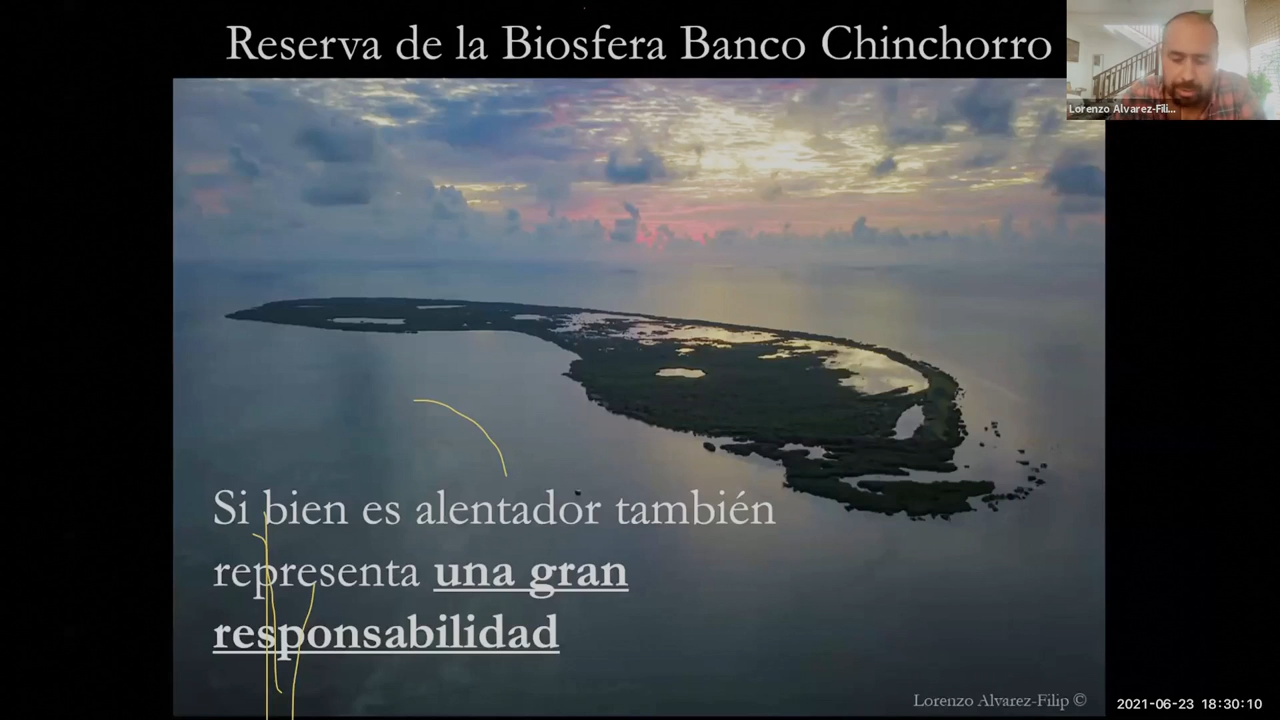 Reserva de la Biosfera Banco Chinchorro
Lorenzo Alvarez-Fili...
Si bien es alentador también
representa una gran
responsabilidad
Lorenzo Alvarez-Filip ©
2021-06-23 18:30:10